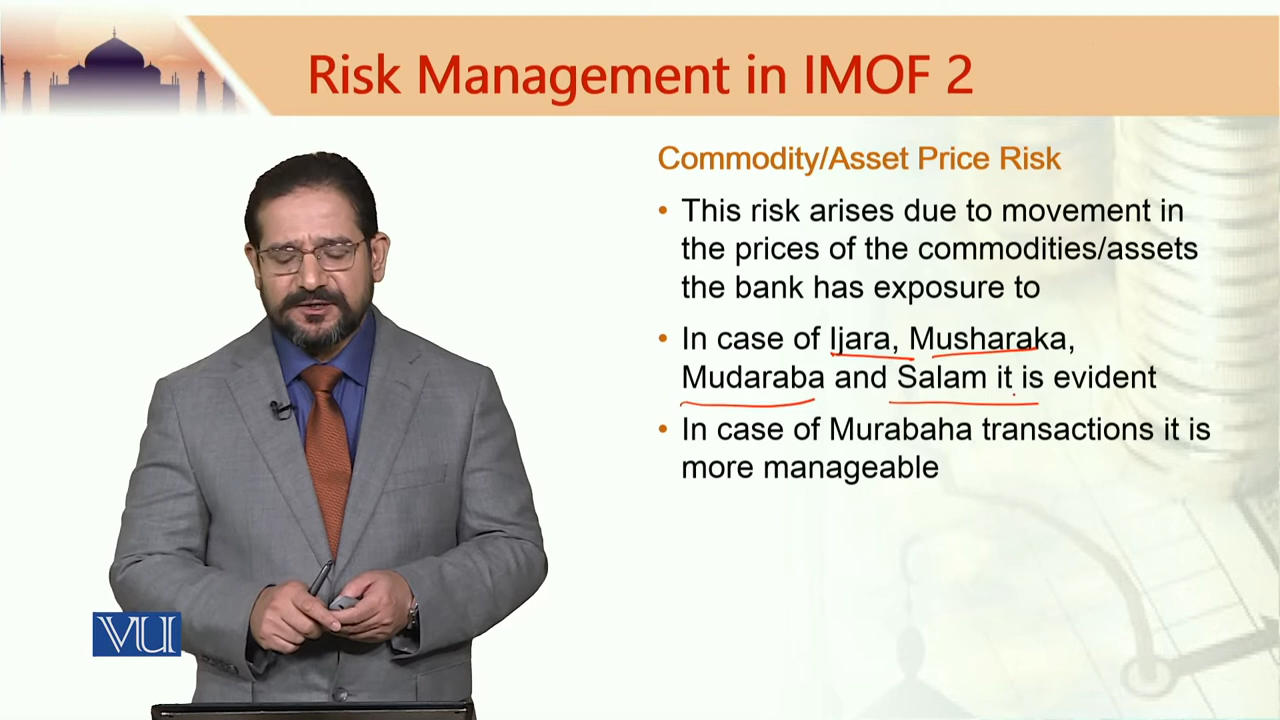 Risk Management in IMOF 2
Commodity/Asset Price Risk
• This risk arises due to movement in
the prices of the commodities/assets
the bank has exposure to
• In case of Ijara, Musharaka,
Mudaraba and Salam it is evident
• In case of Murabaha transactions it is
more manageable
VU